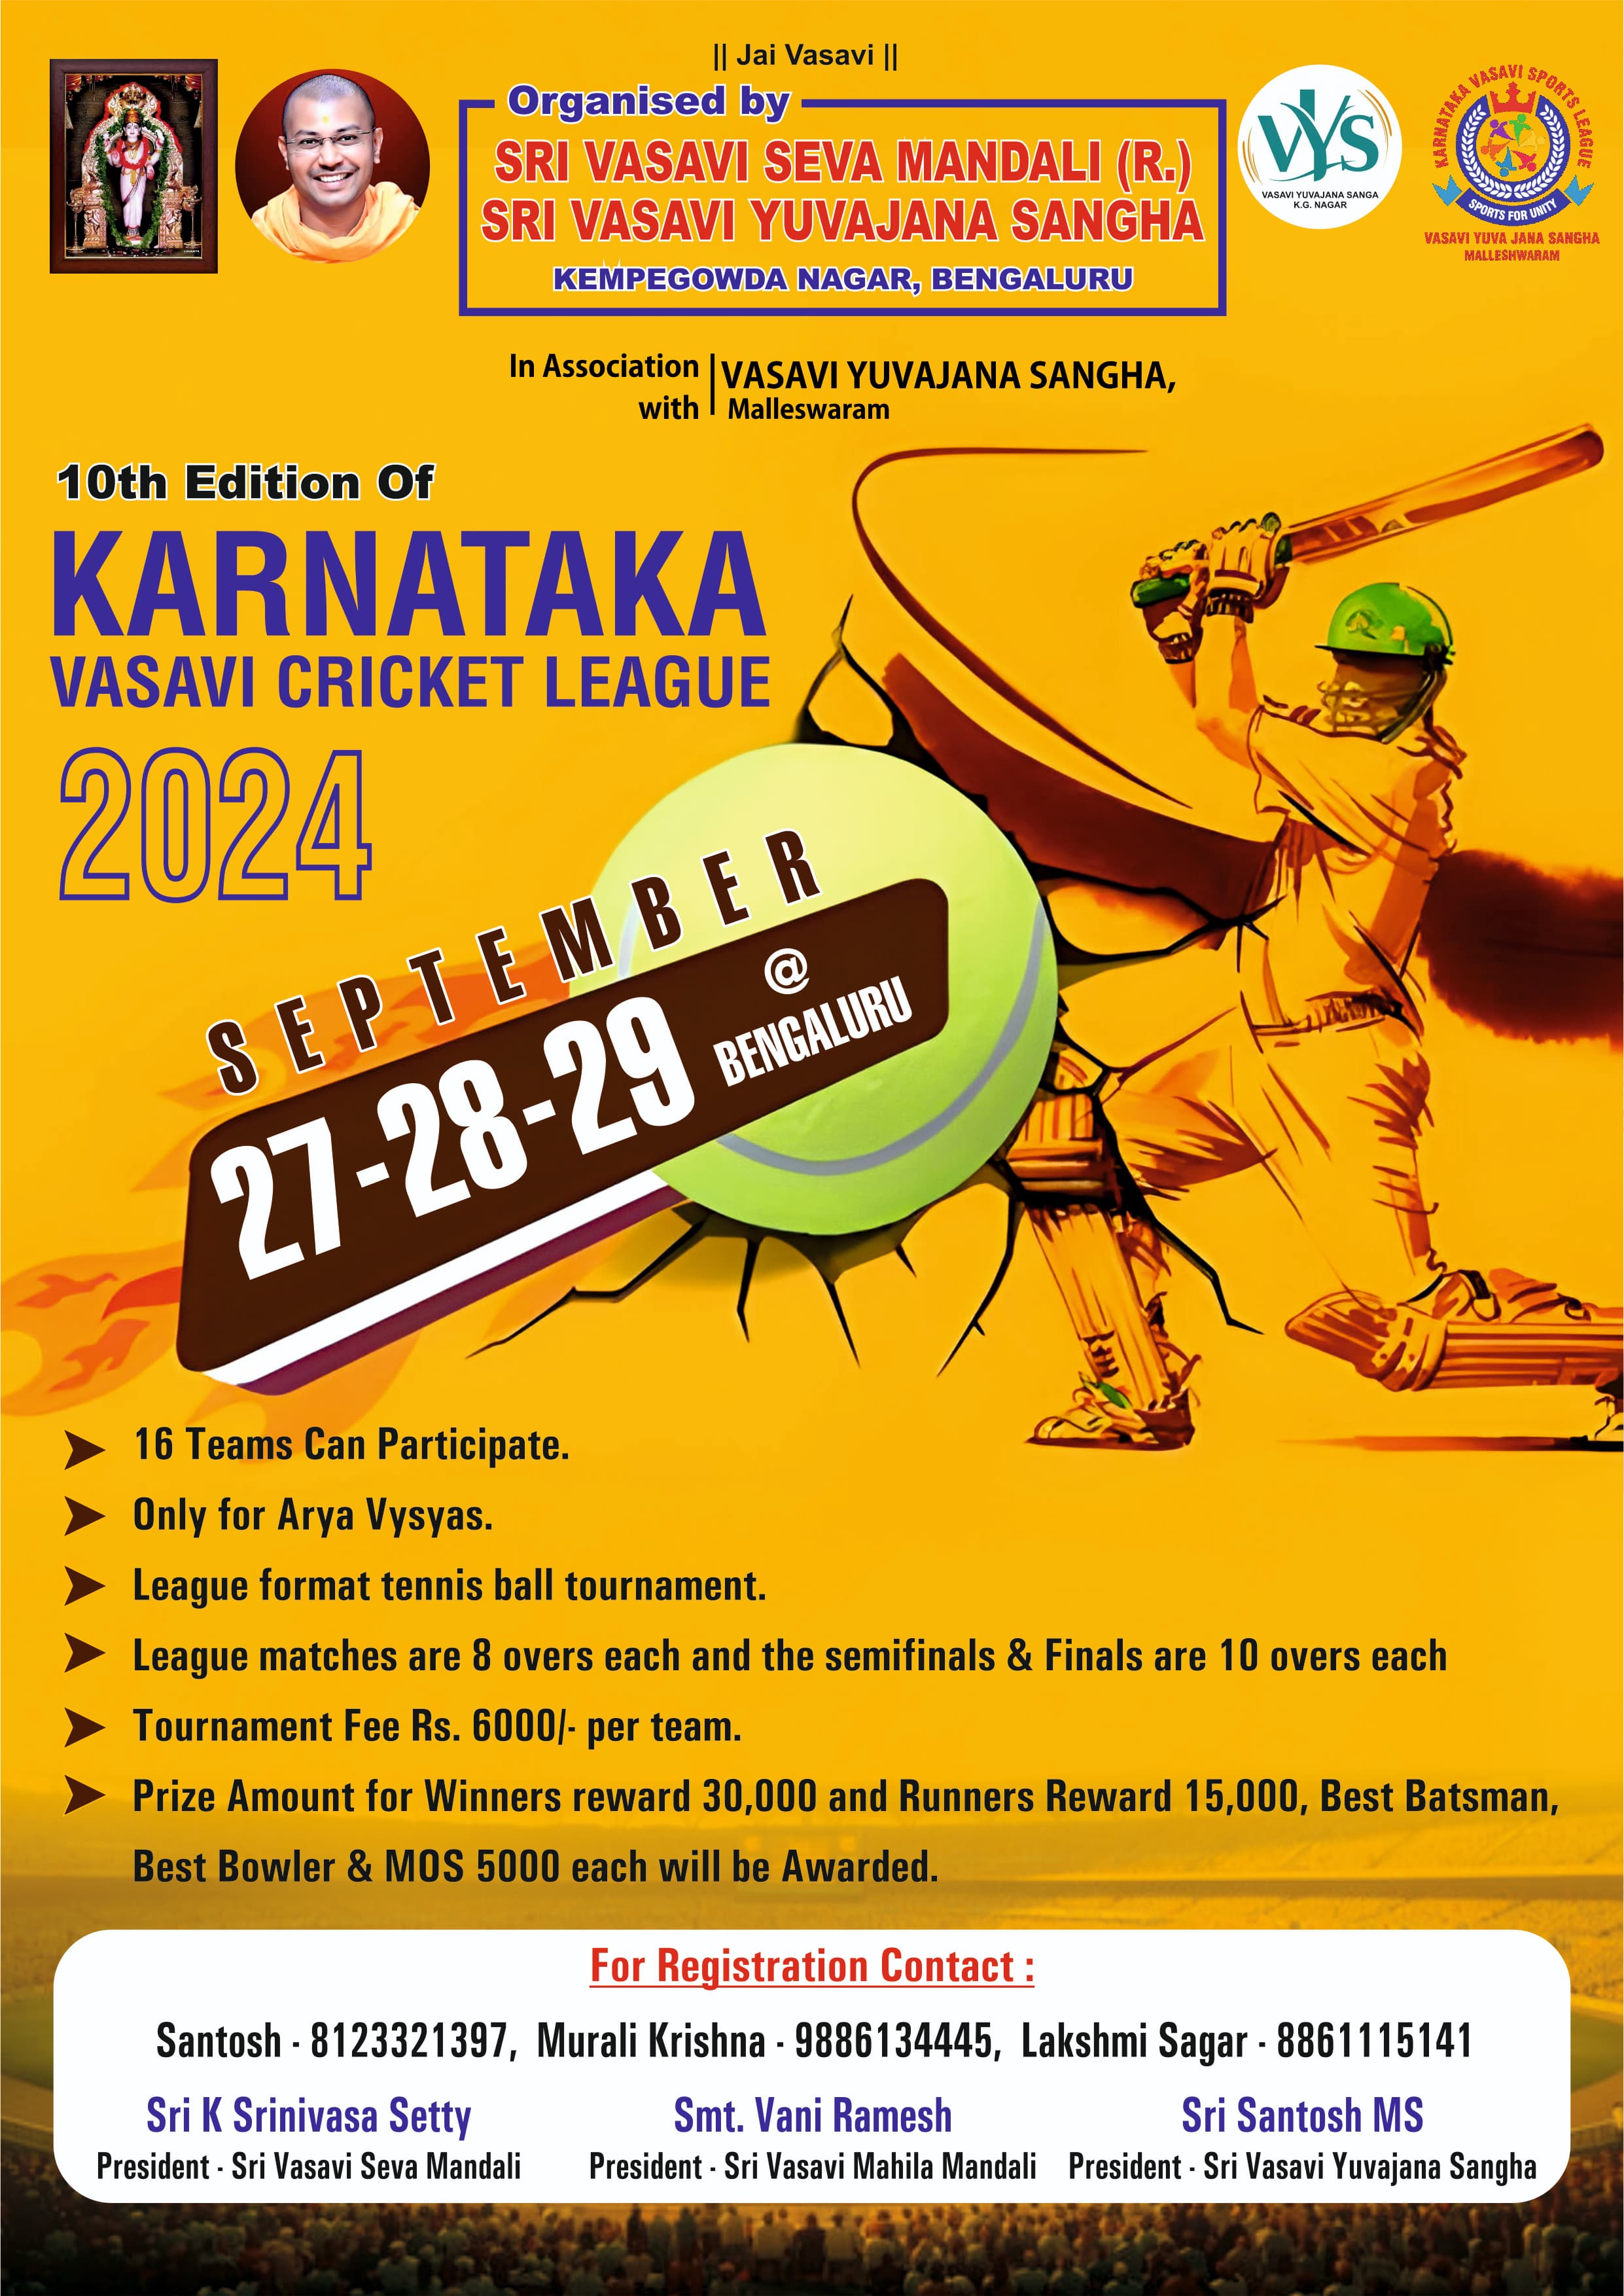 || Jai Vasavi ||
Organised by
SRI VASAVI SEVA MANDALI (R.)
SRI VASAVI YUVAJANA SANGHA
KEMPEGOWDA NAGAR, BENGALURU
VYS
VASAVI YUVAJANA SANGA
K.G. NAGAR
KARNATAKA VASAVI SPORTS LEAGUE
SPORTS FOR UNITY
VASAVI YUVA JANA SANGHA
MALLESHWARAM
In Association with
VASAVI YUVAJANA SANGHA,
Malleswaram
10th Edition Of
KARNATAKA
VASAVI CRICKET LEAGUE
2024
SEPTEMBER
27-28-29 @ BENGALURU
16 Teams Can Participate.
Only for Arya Vysyas.
League format tennis ball tournament.
League matches are 8 overs each and the semifinals & Finals are 10 overs each
Tournament Fee Rs. 6000/- per team.
Prize Amount for Winners reward 30,000 and Runners Reward 15,000, Best Batsman,
Best Bowler & MOS 5000 each will be Awarded.
For Registration Contact :
Santosh - 8123321397, Murali Krishna - 9886134445, Lakshmi Sagar - 8861115141
Sri K Srinivasa Setty
President - Sri Vasavi Seva Mandali
Smt. Vani Ramesh
President - Sri Vasavi Mahila Mandali
Sri Santosh MS
President - Sri Vasavi Yuvajana Sangha